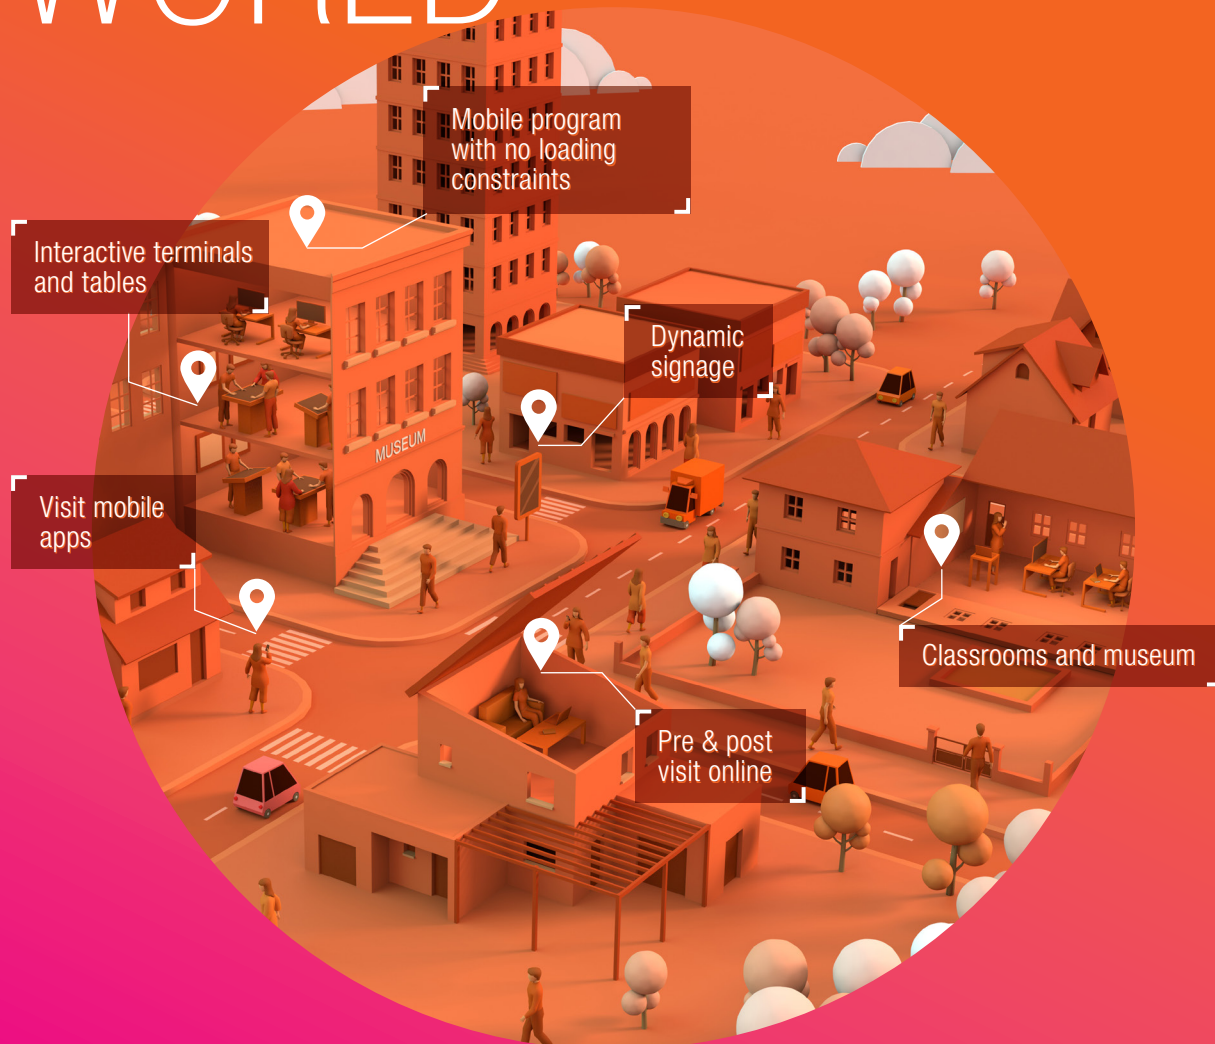 WORLD
Mobile program
with no loading
constraints
Interactive terminals
and tables
Dynamic
signage
MUSEUM
Visit mobile
apps
Classrooms and museum
Pre & post
visit online